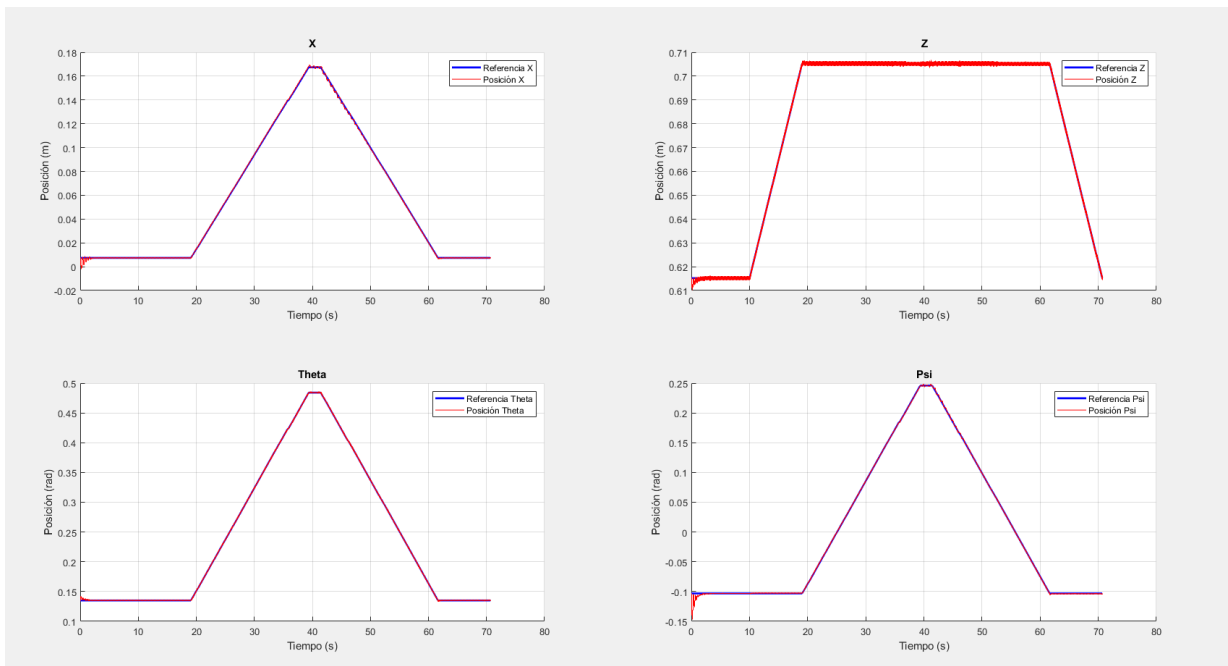 X
0.18
0.16
0.14
0.12
0.1
0.08
0.06
0.04
0.02
0
-0.02
0 10 20 30 40 50 60 70 80
Posición (m)
Tiempo (s)
Referencia X
Posición X
Z
0.71
0.7
0.69
0.68
0.67
0.66
0.65
0.64
0.63
0.62
0.61
0 10 20 30 40 50 60 70 80
Posición (m)
Tiempo (s)
Referencia Z
Posición Z
Theta
0.5
0.45
0.4
0.35
0.3
0.25
0.2
0.15
0.1
0 10 20 30 40 50 60 70 80
Posición (rad)
Tiempo (s)
Referencia Theta
Posición Theta
Psi
0.25
0.2
0.15
0.1
0.05
0
-0.05
-0.1
-0.15
0 10 20 30 40 50 60 70 80
Posición (rad)
Tiempo (s)
Referencia Psi
Posición Psi